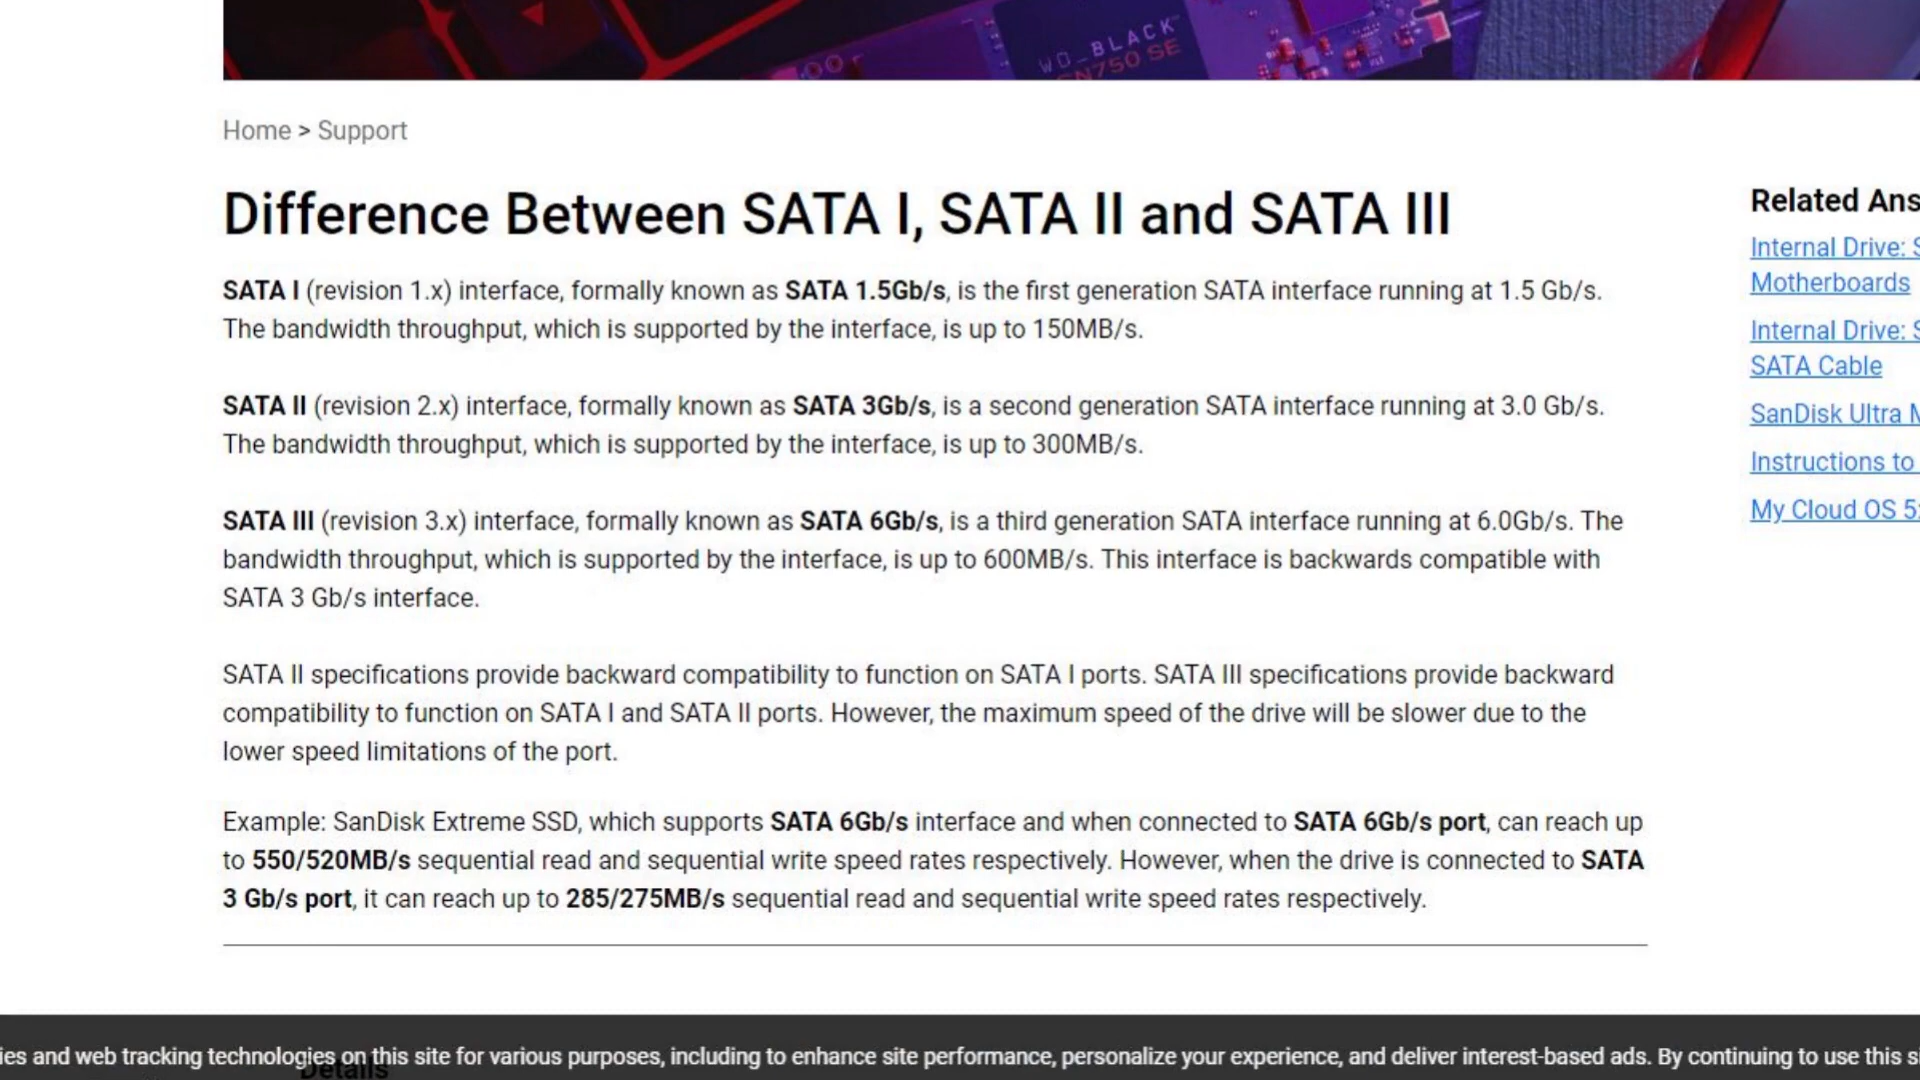 WD_BLACK
SN750 SE
Home > Support
Difference Between SATA I, SATA II and SATA III
SATA I (revision 1.x) interface, formally known as SATA 1.5Gb/s, is the first generation SATA interface running at 1.5 Gb/s.
The bandwidth throughput, which is supported by the interface, is up to 150MB/s.
SATA II (revision 2.x) interface, formally known as SATA 3Gb/s, is a second generation SATA interface running at 3.0 Gb/s.
The bandwidth throughput, which is supported by the interface, is up to 300MB/s.
SATA III (revision 3.x) interface, formally known as SATA 6Gb/s, is a third generation SATA interface running at 6.0Gb/s. The
bandwidth throughput, which is supported by the interface, is up to 600MB/s. This interface is backwards compatible with
SATA 3 Gb/s interface.
SATA II specifications provide backward compatibility to function on SATA I ports. SATA III specifications provide backward
compatibility to function on SATA I and SATA II ports. However, the maximum speed of the drive will be slower due to the
lower speed limitations of the port.
Example: SanDisk Extreme SSD, which supports SATA 6Gb/s interface and when connected to SATA 6Gb/s port, can reach up
to 550/520MB/s sequential read and sequential write speed rates respectively. However, when the drive is connected to SATA
3 Gb/s port, it can reach up to 285/275MB/s sequential read and sequential write speed rates respectively.
Related Ans
Internal Drive: S
Motherboards
Internal Drive: S
SATA Cable
SanDisk Ultra M
Instructions to
My Cloud OS 5:
ies and web tracking technologies on this site for various purposes, including to enhance site performance, personalize your experience, and deliver interest-based ads. By continuing to use this si
Details